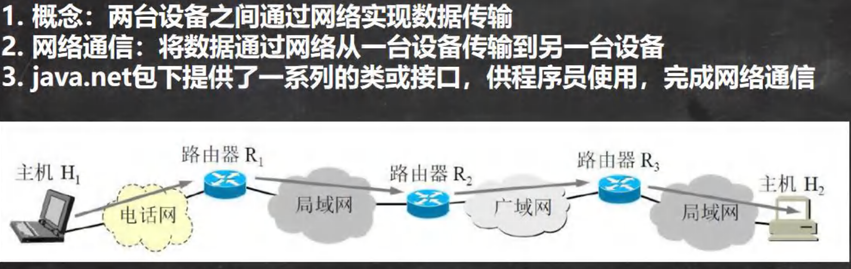 1. 概念：两台设备之间通过网络实现数据传输
2. 网络通信：将数据通过网络从一台设备传输到另一台设备
3. java.net包下提供了一系列的类或接口，供程序员使用，完成网络通信
主机 H1
电话网
路由器 R1
局域网
路由器 R2
广域网
路由器 R3
局域网
主机 H2